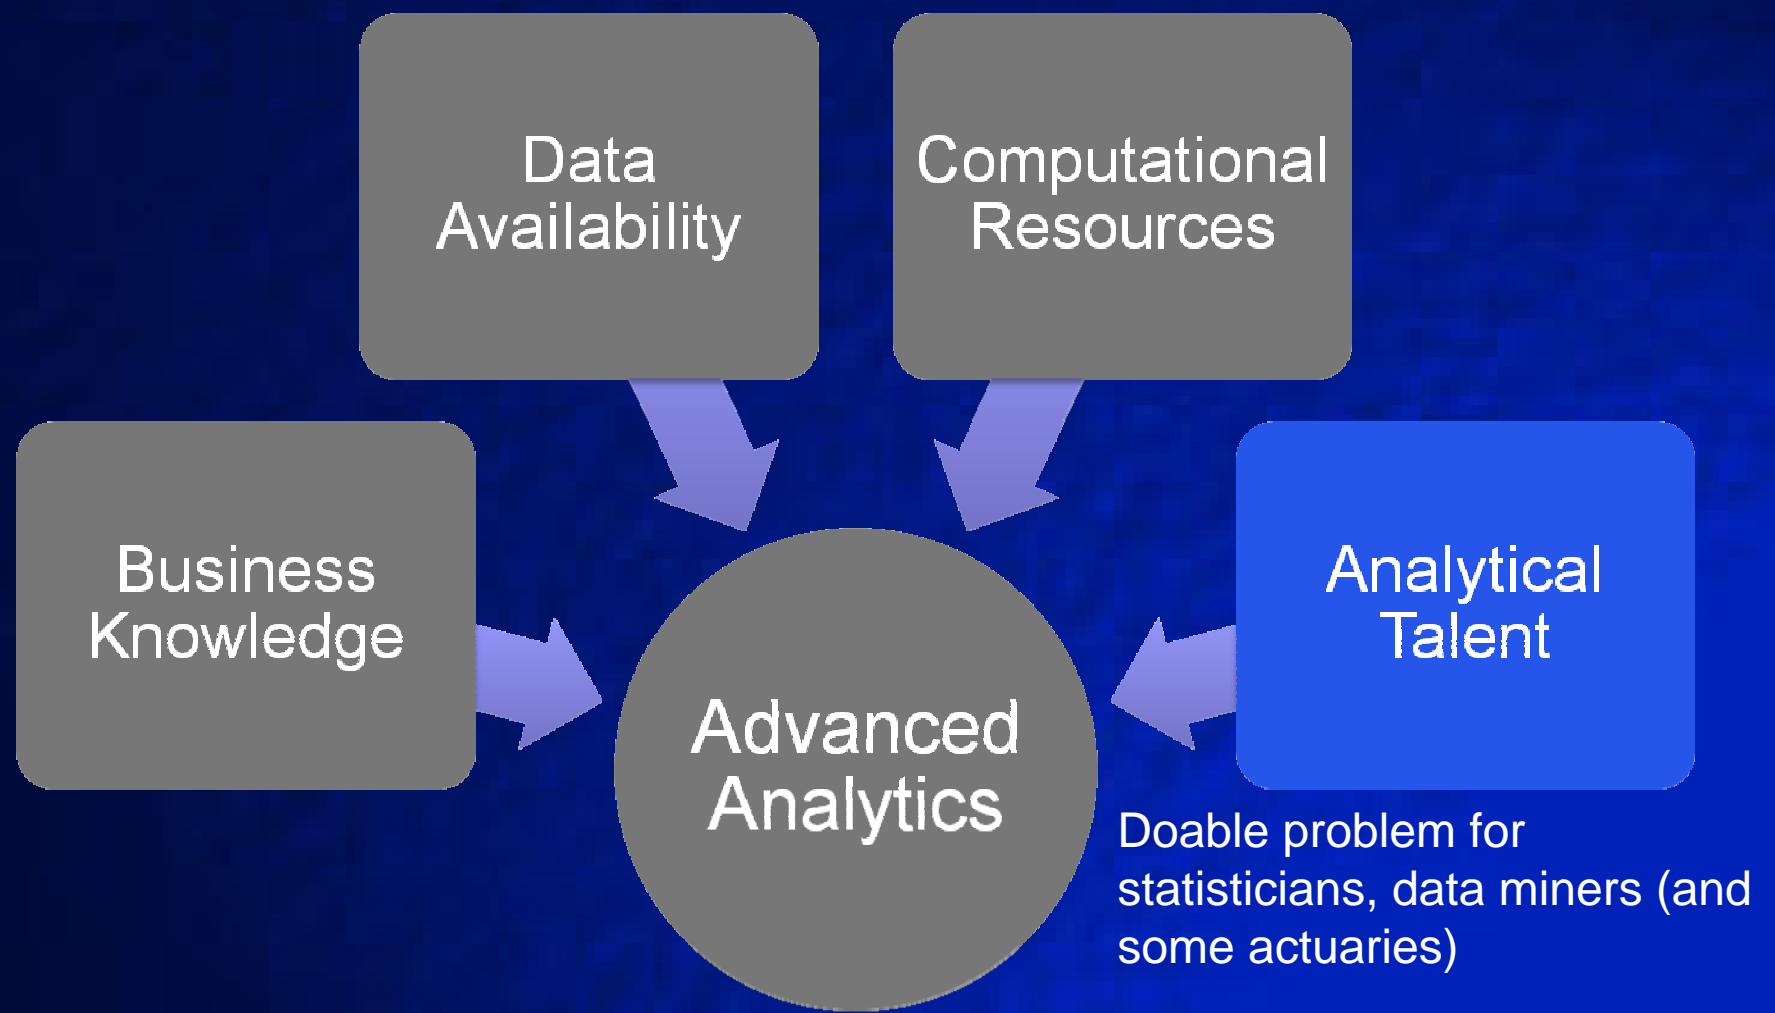 Data
Availability
Computational
Resources
Business
Knowledge
Analytical
Talent
Advanced
Analytics
Doable problem for
statisticians, data miners (and
some actuaries)